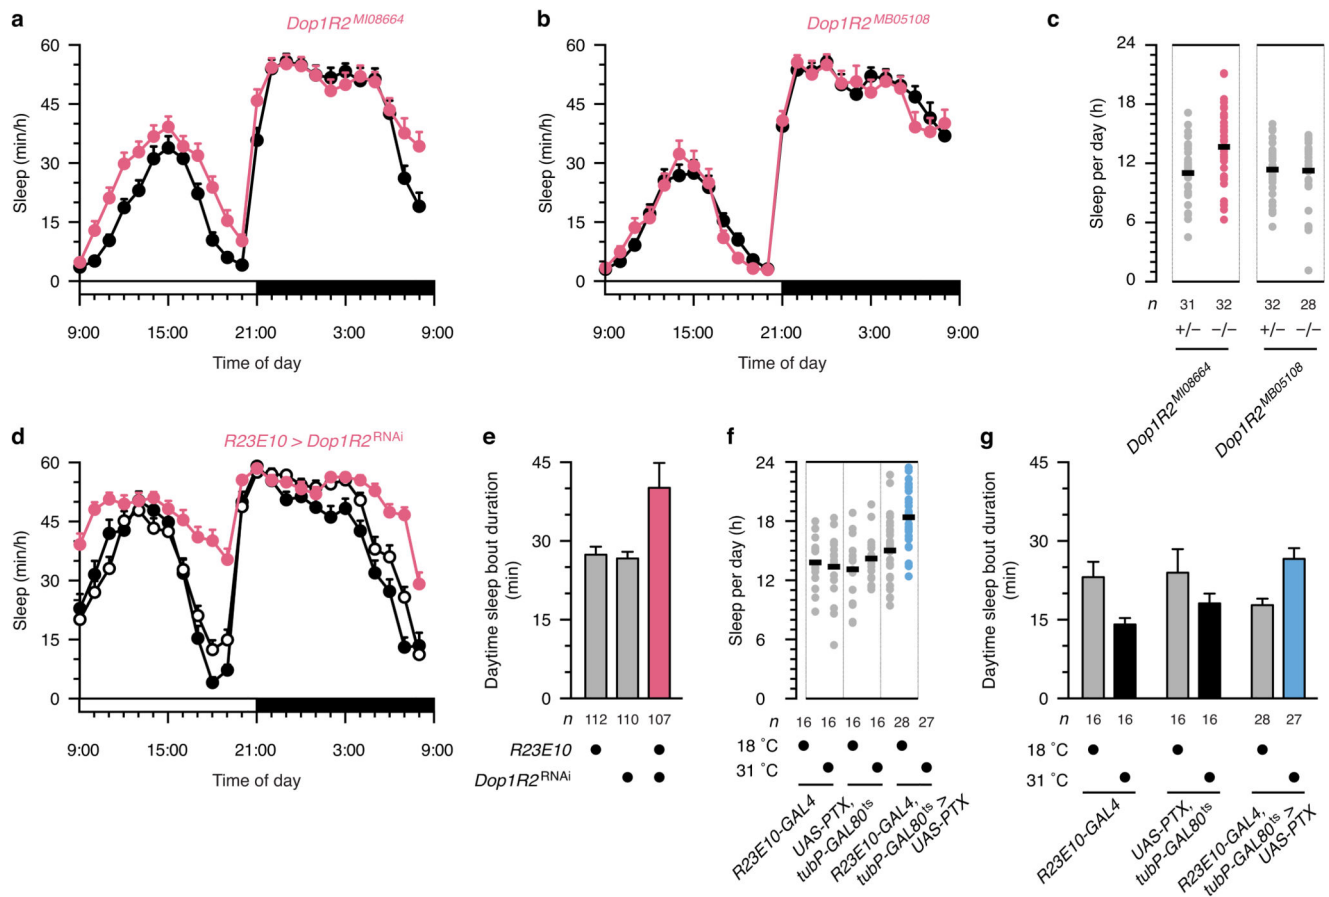 a
Dop1R2^MI08664
Sleep (min/h)
60
45
30
15
0
9:00 15:00 21:00 3:00 9:00
Time of day
b
Dop1R2^MB05108
Sleep (min/h)
60
45
30
15
0
9:00 15:00 21:00 3:00 9:00
Time of day
c
Sleep per day (h)
24
18
12
6
0
n 31 32 32 28
+/− −/− +/− −/−
Dop1R2^MI08664
Dop1R2^MB05108
d
R23E10 > Dop1R2^RNAi
Sleep (min/h)
60
45
30
15
0
9:00 15:00 21:00 3:00 9:00
Time of day
e
Daytime sleep bout duration
(min)
45
30
15
0
n 112 110 107
R23E10
Dop1R2^RNAi
f
Sleep per day (h)
24
18
12
6
0
n 16 16 16 16 28 27
18 °C
31 °C
R23E10-GAL4
UAS-PTX,
tubP-GAL80^ts
R23E10-GAL4,
tubP-GAL80^ts >
UAS-PTX
g
Daytime sleep bout duration
(min)
45
30
15
0
n 16 16 16 16 28 27
18 °C
31 °C
R23E10-GAL4
UAS-PTX,
tubP-GAL80^ts
R23E10-GAL4,
tubP-GAL80^ts >
UAS-PTX